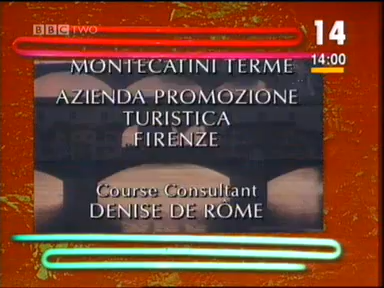 BBC TWO
14
14:00
MONTECATINI TERME
AZIENDA PROMOZIONE
TURISTICA
FIRENZE
Course Consultant
DENISE DE RÔME